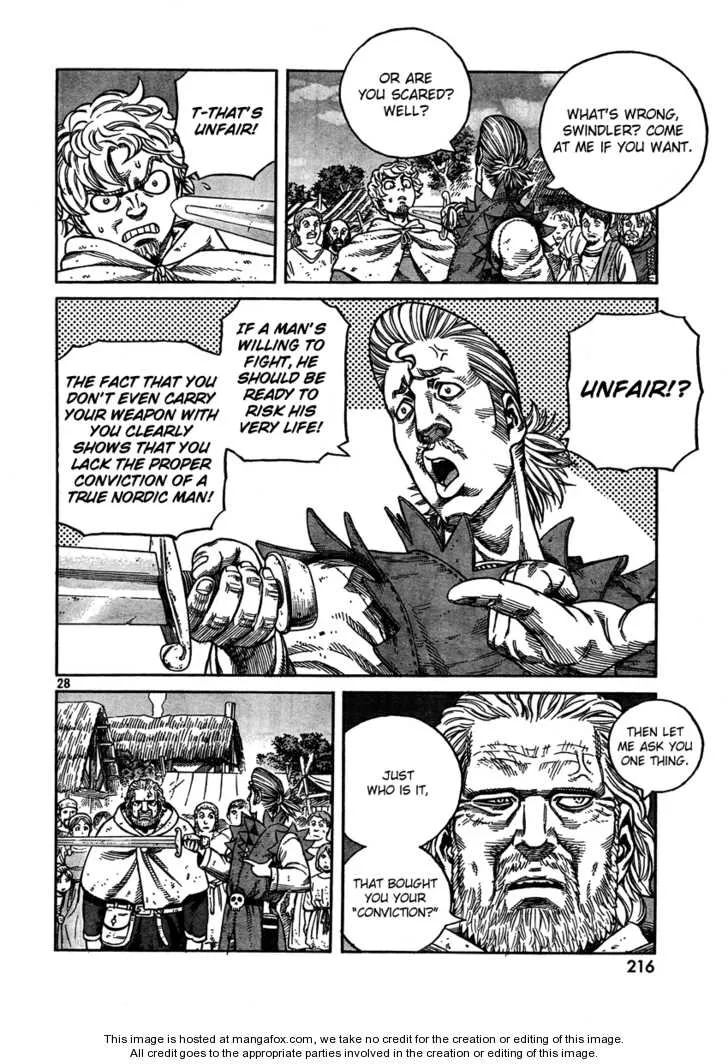 WHAT'S WRONG,
SWINDLER? COME
AT ME IF YOU WANT.
OR ARE
YOU SCARED?
WELL?
T-THAT'S
UNFAIR!
UNFAIR!?
IF A MAN'S
WILLING TO
FIGHT, HE
SHOULD BE
READY TO
RISK HIS
VERY LIFE!
THE FACT THAT YOU
DON'T EVEN CARRY
YOUR WEAPON WITH
YOU CLEARLY
SHOWS THAT YOU
LACK THE PROPER
CONVICTION OF A
TRUE NORDIC MAN!
28
THEN LET
ME ASK YOU
ONE THING.
JUST
WHO IS IT,
THAT BOUGHT
YOU YOUR
"CONVICTION?"
216
This image is hosted at mangafox.com, we take no credit for the creation or editing of this image.
All credit goes to the appropriate parties involved in the creation of editing of this image.